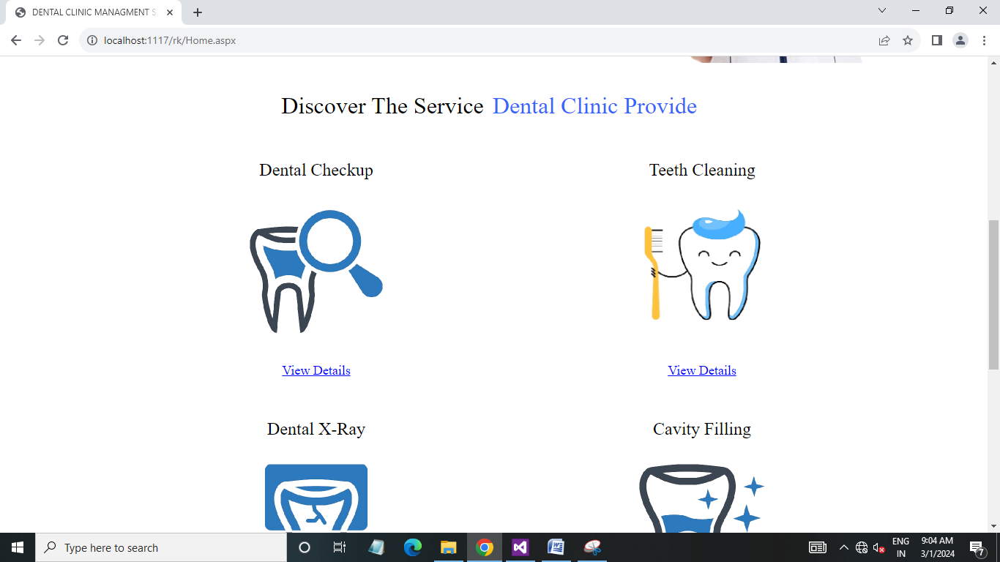 DENTAL CLINIC MANAGMENT S
localhost:1117/rk/Home.aspx
Discover The Service Dental Clinic Provide
Dental Checkup
Teeth Cleaning
View Details
View Details
Dental X-Ray
Cavity Filling
Type here to search
ENG
IN
9:04 AM
3/1/2024
7